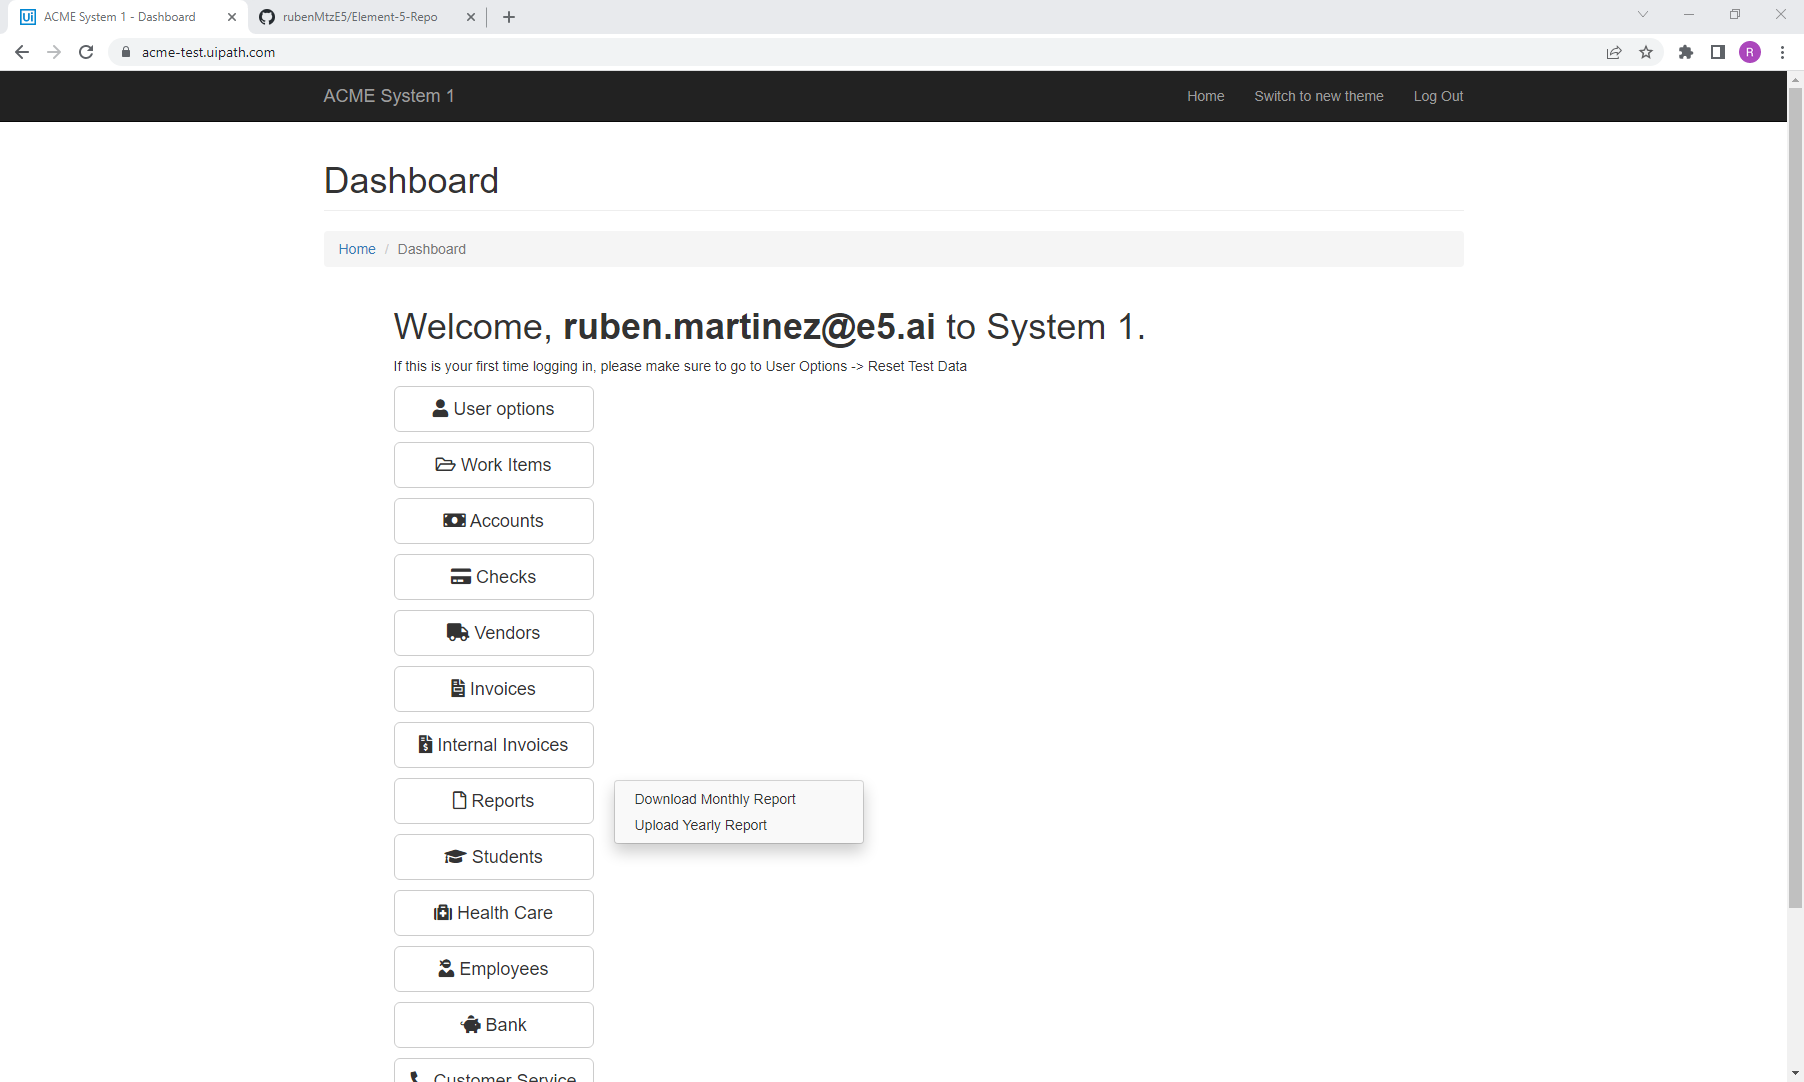 Ui ACME System 1 - Dashboard
rubenMtzE5/Element-5-Repo
acme-test.uipath.com
R
ACME System 1
Home
Switch to new theme
Log Out
Dashboard
Home / Dashboard
Welcome, ruben.martinez@e5.ai to System 1.
If this is your first time logging in, please make sure to go to User Options -> Reset Test Data
User options
Work Items
Accounts
Checks
Vendors
Invoices
Internal Invoices
Reports
Download Monthly Report
Upload Yearly Report
Students
Health Care
Employees
Bank
Customer Service